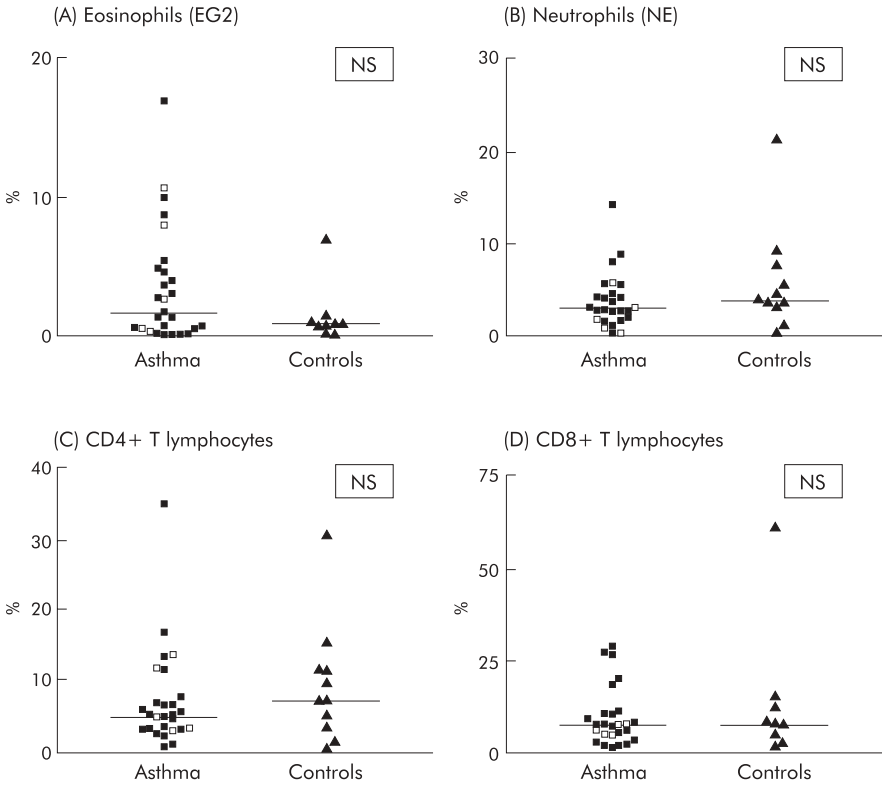 (A) Eosinophils (EG2)
NS
20
10
0
%
Asthma
Controls
(B) Neutrophils (NE)
NS
30
20
10
0
%
Asthma
Controls
(C) CD4+ T lymphocytes
NS
40
30
20
10
0
%
Asthma
Controls
(D) CD8+ T lymphocytes
NS
75
50
25
0
%
Asthma
Controls